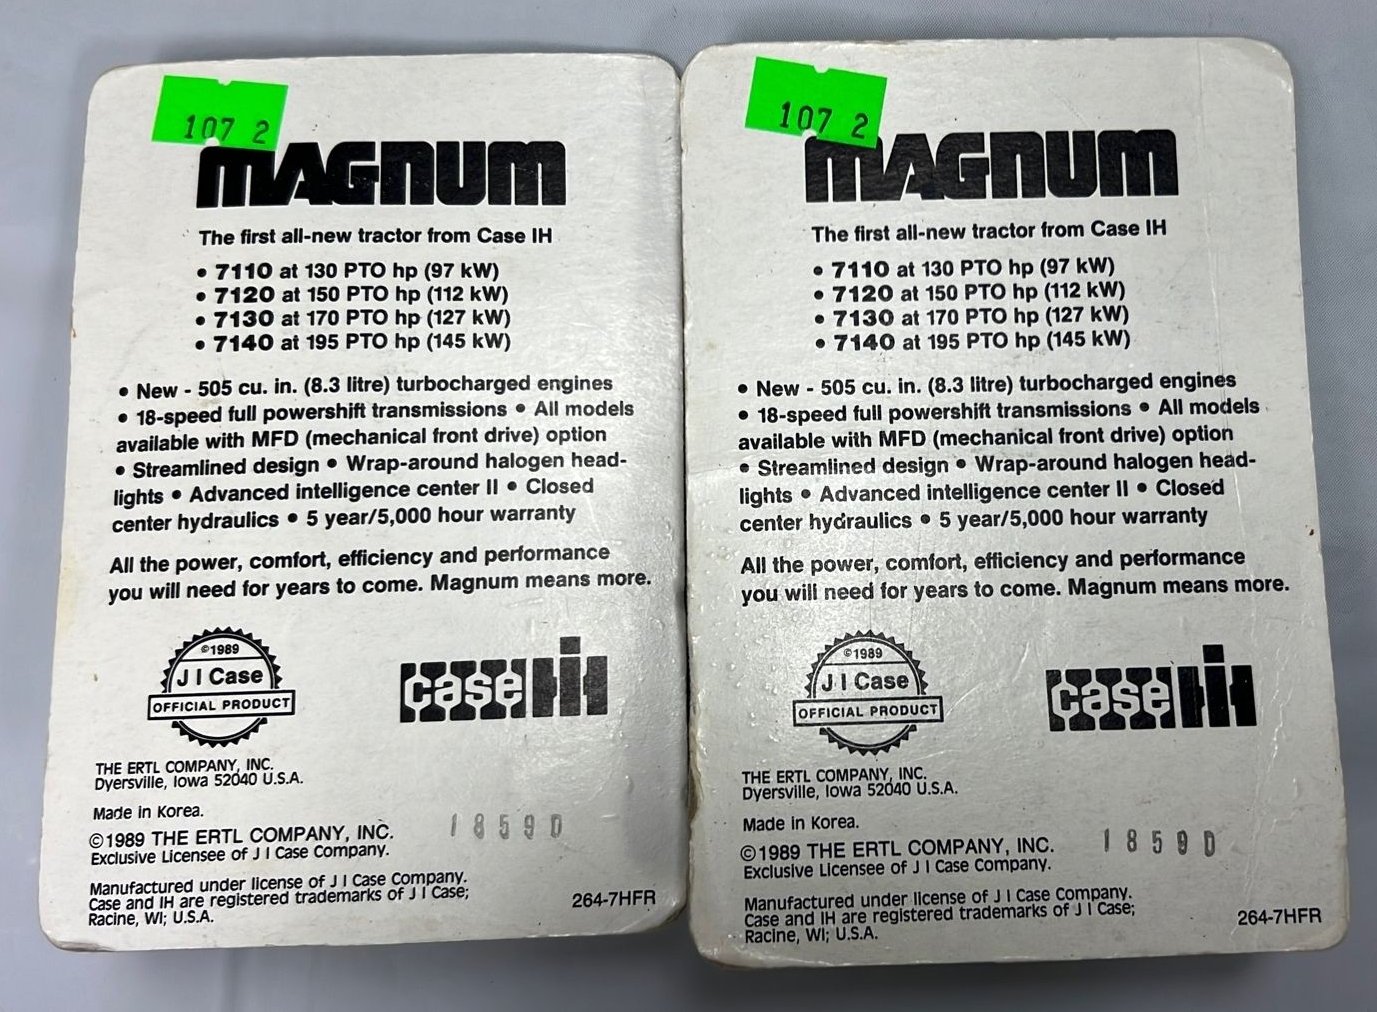 107 2
MAGNUM
The first all-new tractor from Case IH
• 7110 at 130 PTO hp (97 kW)
• 7120 at 150 PTO hp (112 kW)
• 7130 at 170 PTO hp (127 kW)
• 7140 at 195 PTO hp (145 kW)
• New - 505 cu. in. (8.3 litre) turbocharged engines
• 18-speed full powershift transmissions • All models
available with MFD (mechanical front drive) option
• Streamlined design • Wrap-around halogen head-
lights • Advanced intelligence center II • Closed
center hydraulics • 5 year/5,000 hour warranty
All the power, comfort, efficiency and performance
you will need for years to come. Magnum means more.
©1989
J I Case
OFFICIAL PRODUCT
case IH
THE ERTL COMPANY, INC.
Dyersville, Iowa 52040 U.S.A.
Made in Korea.
©1989 THE ERTL COMPANY, INC.
Exclusive Licensee of J I Case Company.
1859D
Manufactured under license of J I Case Company.
Case and IH are registered trademarks of J I Case;
Racine, WI; U.S.A.
264-7HFR
107 2
MAGNUM
The first all-new tractor from Case IH
• 7110 at 130 PTO hp (97 kW)
• 7120 at 150 PTO hp (112 kW)
• 7130 at 170 PTO hp (127 kW)
• 7140 at 195 PTO hp (145 kW)
• New - 505 cu. in. (8.3 litre) turbocharged engines
• 18-speed full powershift transmissions • All models
available with MFD (mechanical front drive) option
• Streamlined design • Wrap-around halogen head-
lights • Advanced intelligence center II • Closed
center hydraulics • 5 year/5,000 hour warranty
All the power, comfort, efficiency and performance
you will need for years to come. Magnum means more.
©1989
J I Case
OFFICIAL PRODUCT
case IH
THE ERTL COMPANY, INC.
Dyersville, Iowa 52040 U.S.A.
Made in Korea.
©1989 THE ERTL COMPANY, INC.
Exclusive Licensee of J I Case Company.
1859D
Manufactured under license of J I Case Company.
Case and IH are registered trademarks of J I Case;
Racine, WI; U.S.A.
264-7HFR